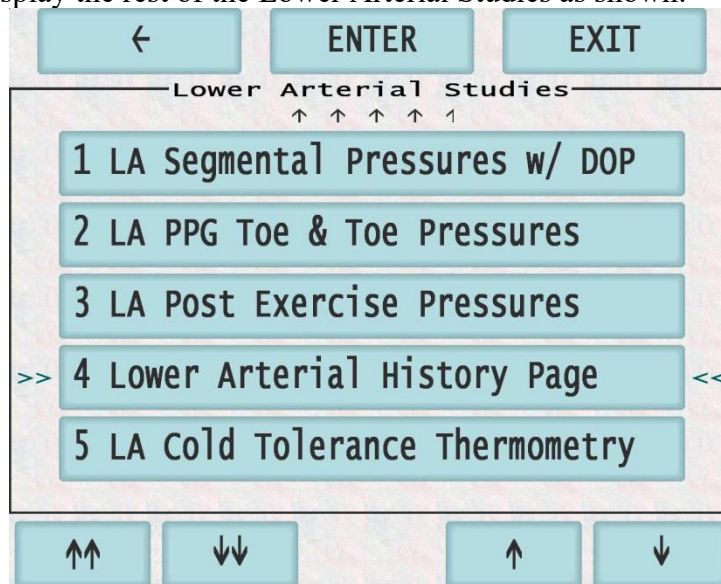 splay the rest of the Lower Arterial Studies as shown.
← ENTER EXIT
Lower Arterial Studies
↑ ↑ ↑ ↑ ↑
1 LA Segmental Pressures w/ DOP
2 LA PPG Toe & Toe Pressures
3 LA Post Exercise Pressures
>> 4 Lower Arterial History Page <<
5 LA Cold Tolerance Thermometry
↑↑ ↓↓ ↑ ↓